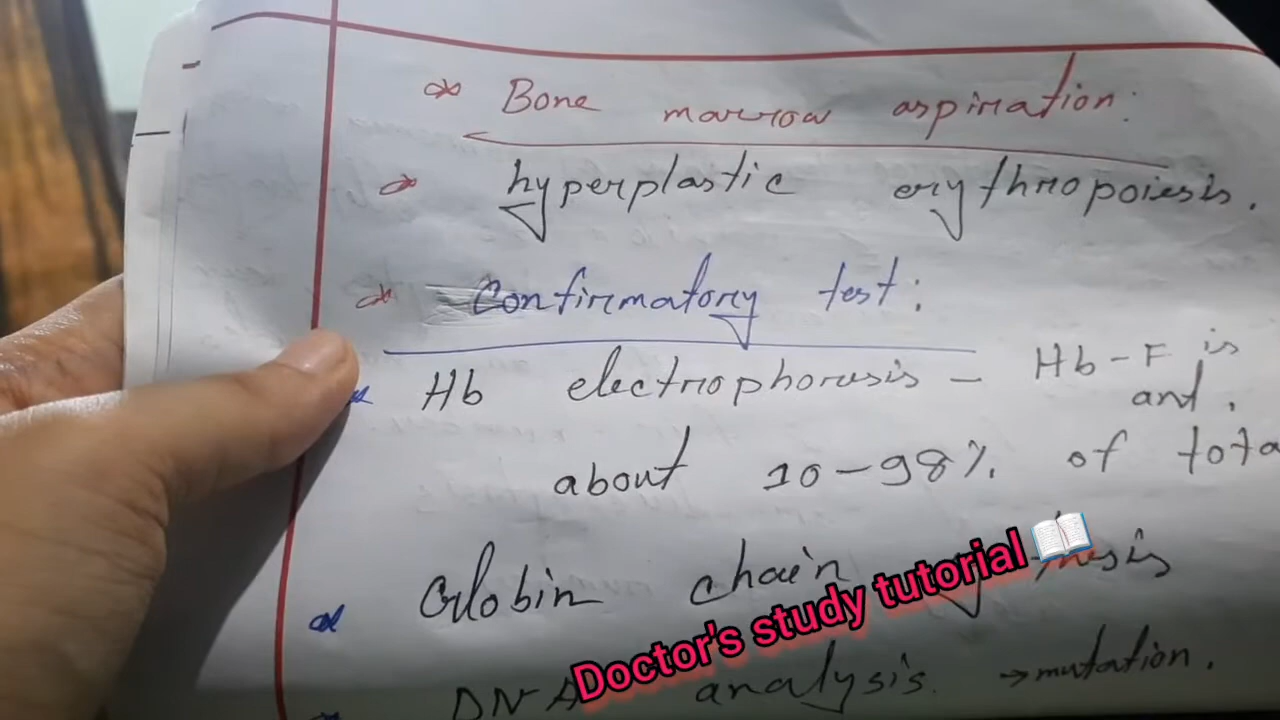 Bone marrow aspiration:
hyperplastic erythropoiesis.
Confirmatory test:
Hb electrophoresis - Hb-F is
and.
about 10-98% of tota
Globin chain
Doctor's study tutorial
DNA analysis. → mutation.